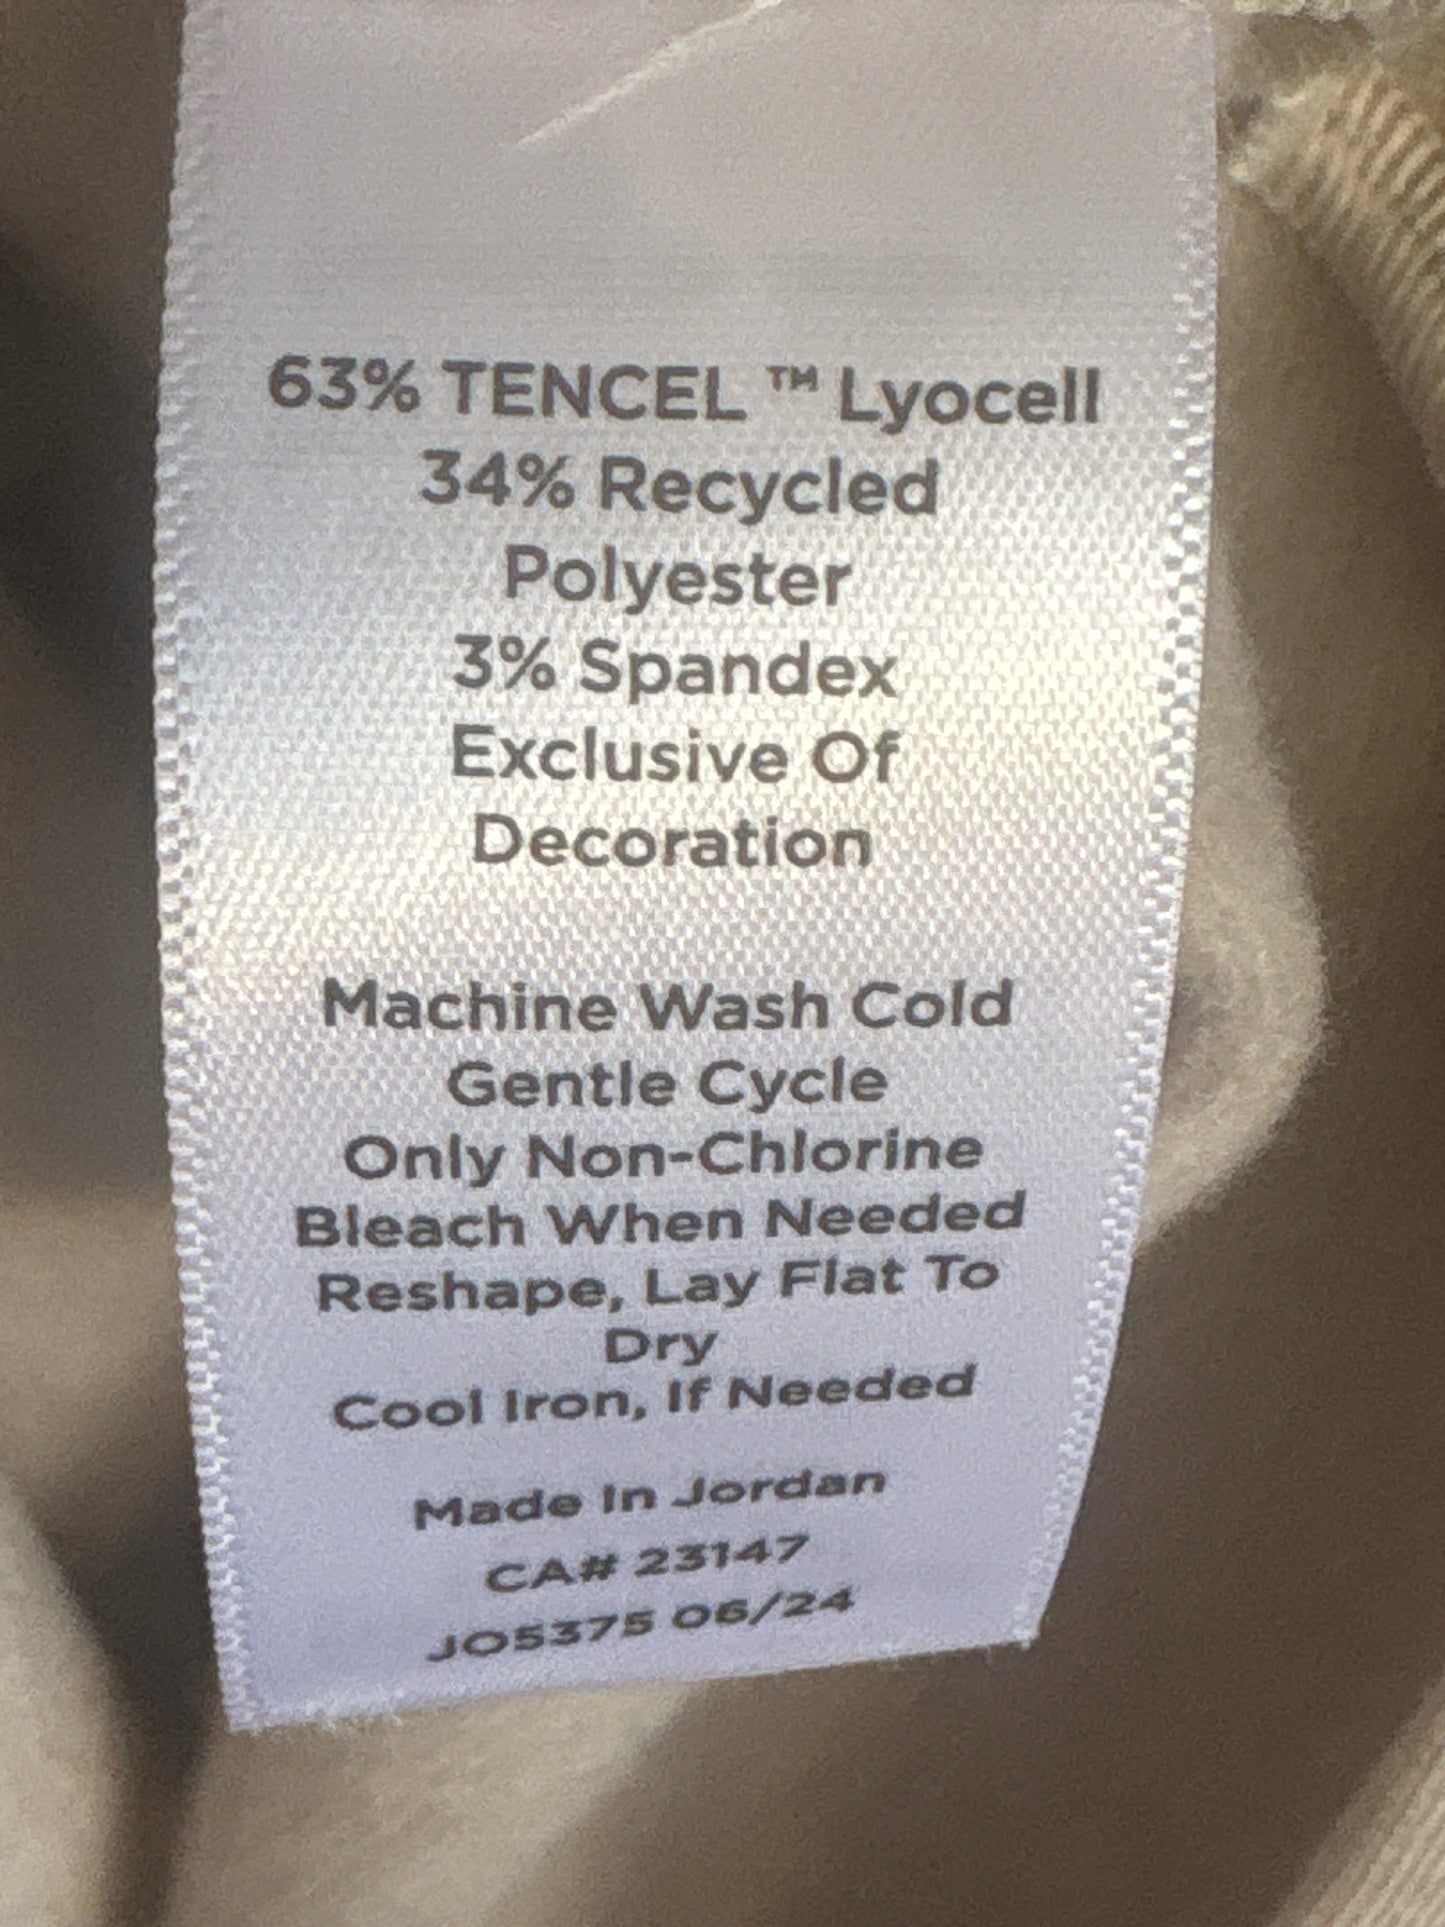 63% TENCEL ™ Lyocell
34% Recycled
Polyester
3% Spandex
Exclusive Of
Decoration
Machine Wash Cold
Gentle Cycle
Only Non-Chlorine
Bleach When Needed
Reshape, Lay Flat To
Dry
Cool Iron, If Needed
Made In Jordan
CA# 23147
JO5375 06/24